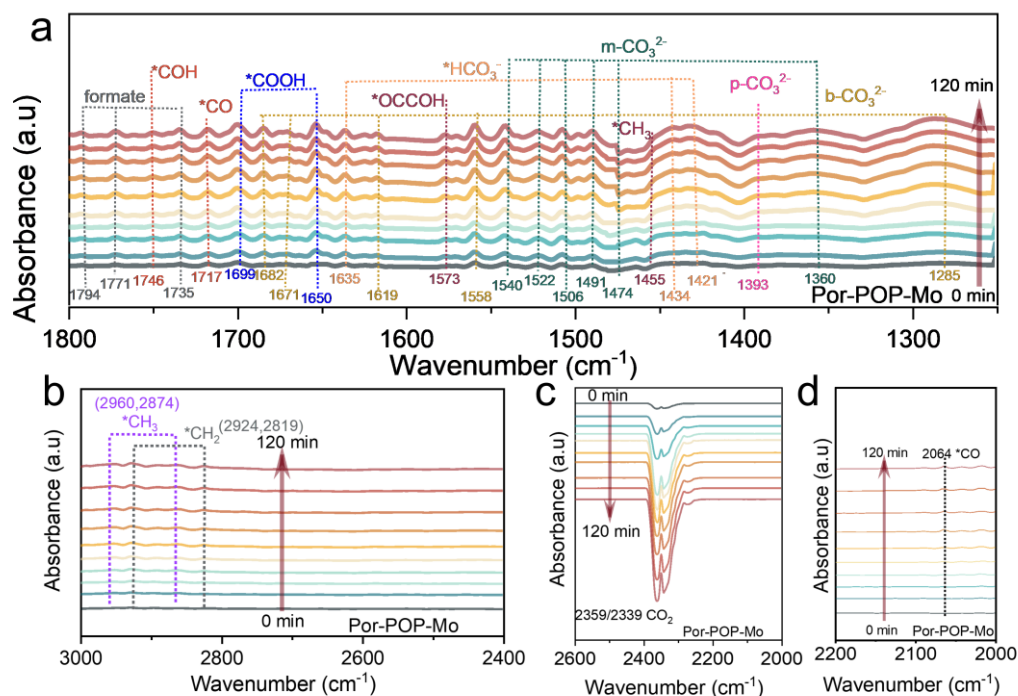 a
m-CO₃²⁻
*COH
*COOH
*HCO₃⁻
p-CO₃²⁻
120 min
formate
*CO
*OCCOH
b-CO₃²⁻
*CH₃
1794
1771
1746
1735
1717
1699
1682
1671
1650
1635
1619
1573
1558
1540
1522
1506
1491
1474
1455
1434
1421
1393
1360
1285
Por-POP-Mo
0 min
Absorbance (a.u)
1800 1700 1600 1500 1400 1300
Wavenumber (cm⁻¹)
b
(2960,2874)
*CH₃
*CH₂ (2924,2819)
120 min
0 min
Por-POP-Mo
Absorbance (a.u)
3000 2800 2600 2400
Wavenumber (cm⁻¹)
c
0 min
120 min
2359/2339 CO₂
Por-POP-Mo
Absorbance (a.u)
2600 2400 2200 2000
Wavenumber (cm⁻¹)
d
120 min
2064 *CO
0 min
Por-POP-Mo
Absorbance (a.u)
2200 2100 2000
Wavenumber (cm⁻¹)